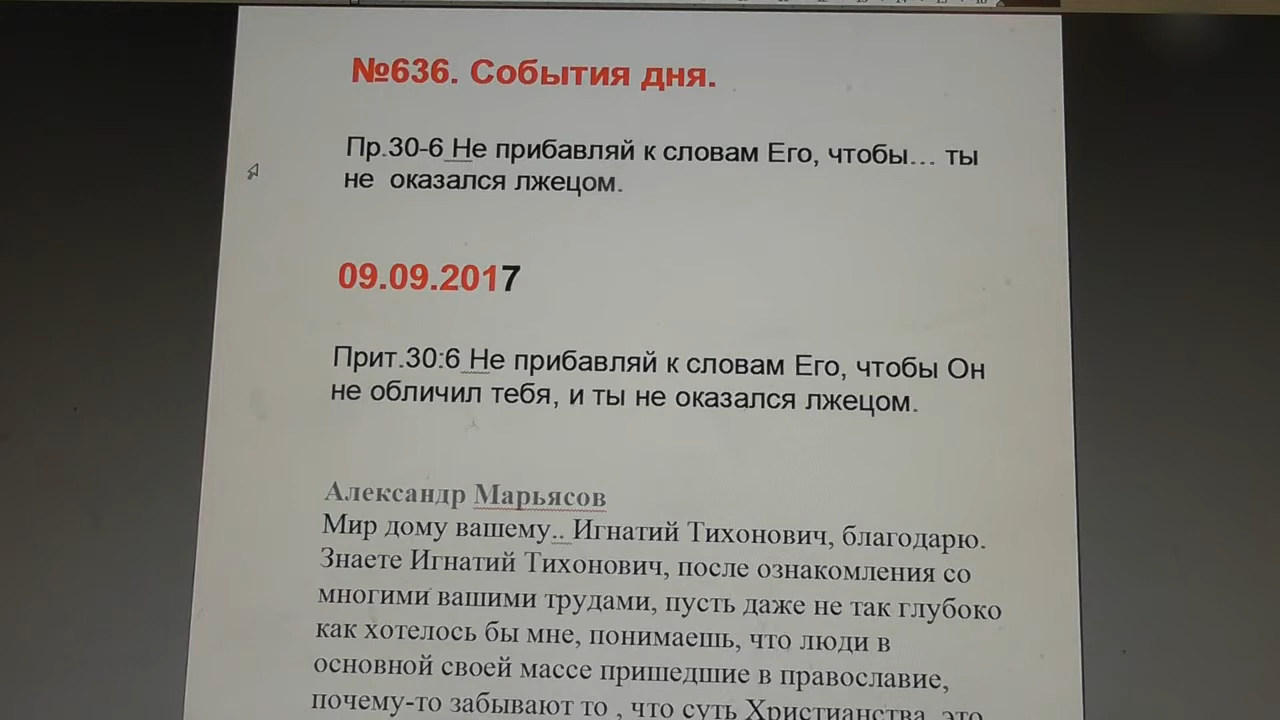 №636. События дня.
Пр.30-6 Не прибавляй к словам Его, чтобы... ты
не оказался лжецом.
09.09.2017
Прит.30:6 Не прибавляй к словам Его, чтобы Он
не обличил тебя, и ты не оказался лжецом.
Александр Марьясов
Мир дому вашему.. Игнатий Тихонович, благодарю.
Знаете Игнатий Тихонович, после ознакомления со
многими вашими трудами, пусть даже не так глубоко
как хотелось бы мне, понимаешь, что люди в
основной своей массе пришедшие в православие,
почему-то забывают то , что суть Христианства, это